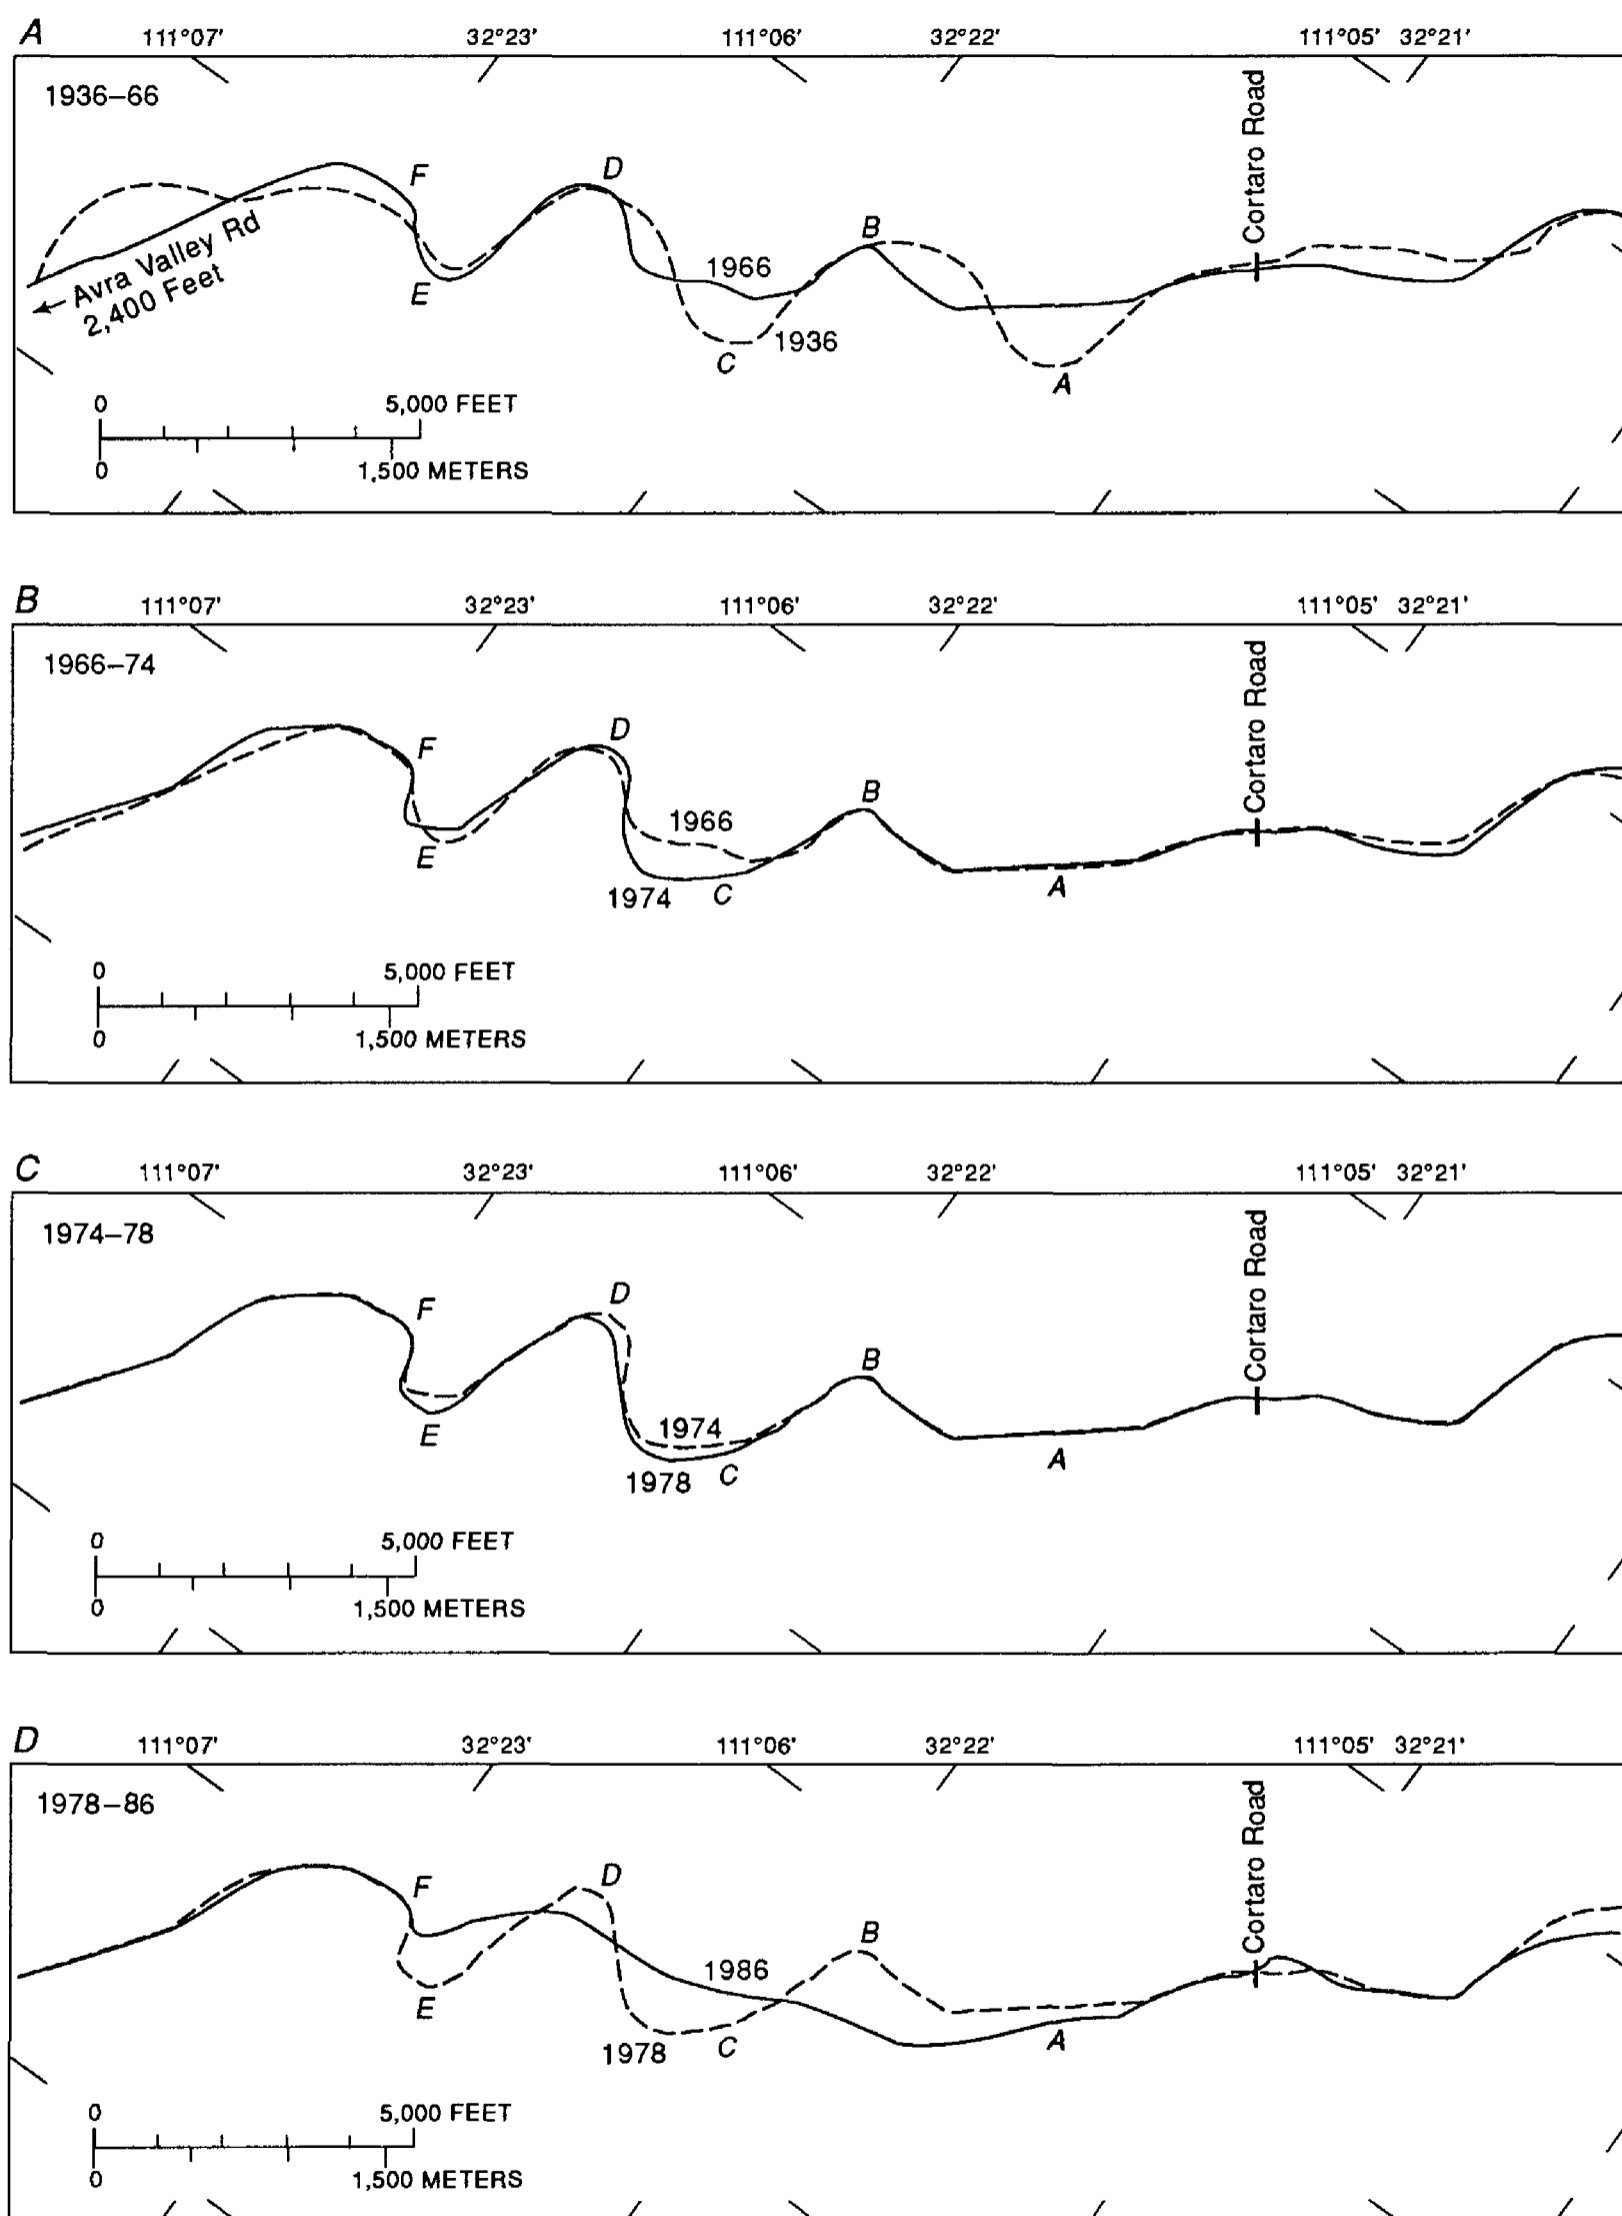 A
111°07' 32°23' 111°06' 32°22' 111°05' 32°21'
1936–66
Cortaro Road
F
D
B
1966
E
Avra Valley Rd
2,400 Feet
1936
C
A
0 5,000 FEET
0 1,500 METERS
B
111°07' 32°23' 111°06' 32°22' 111°05' 32°21'
1966–74
Cortaro Road
F
D
B
1966
E
A
1974 C
0 5,000 FEET
0 1,500 METERS
C
111°07' 32°23' 111°06' 32°22' 111°05' 32°21'
1974–78
Cortaro Road
F
D
B
1974
E
A
1978 C
0 5,000 FEET
0 1,500 METERS
D
111°07' 32°23' 111°06' 32°22' 111°05' 32°21'
1978–86
Cortaro Road
F
D
B
1986
E
A
1978 C
0 5,000 FEET
0 1,500 METERS